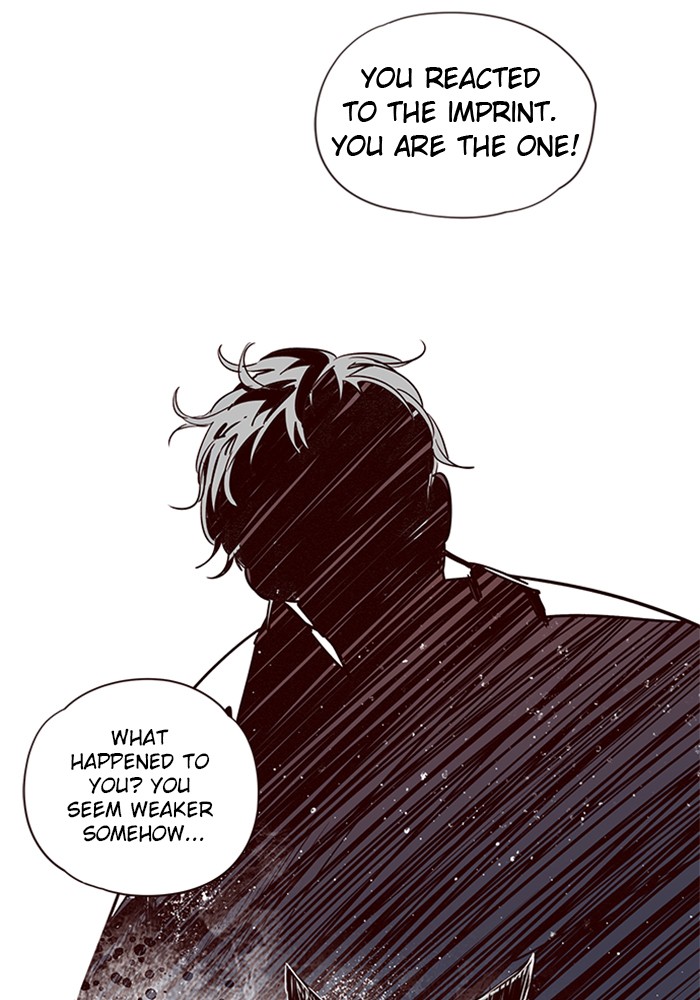 YOU REACTED
TO THE IMPRINT.
YOU ARE THE ONE!
WHAT
HAPPENED TO
YOU? YOU
SEEM WEAKER
SOMEHOW...